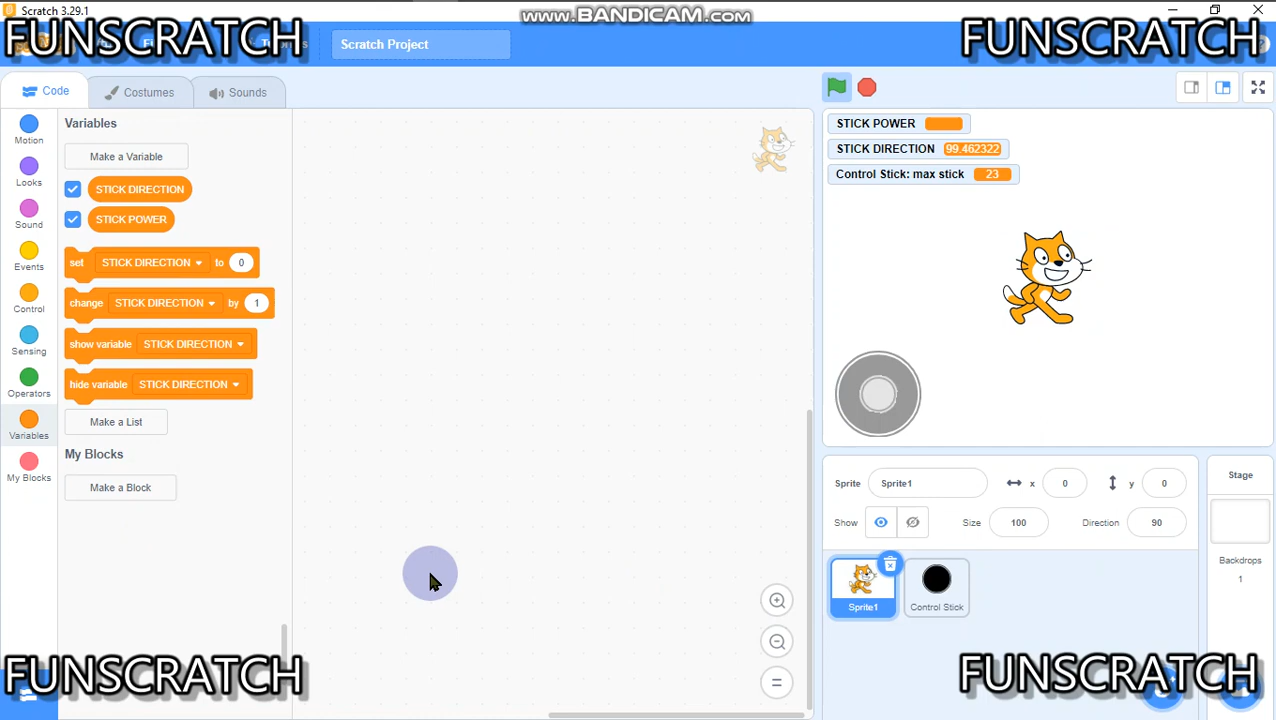 Scratch 3.29.1
www.BANDICAM.com
FUNSCRATCH
Scratch Project
FUNSCRATCH
Code
Costumes
Sounds
Motion
Looks
Sound
Events
Control
Sensing
Operators
Variables
My Blocks
Variables
Make a Variable
STICK DIRECTION
STICK POWER
set STICK DIRECTION to 0
change STICK DIRECTION by 1
show variable STICK DIRECTION
hide variable STICK DIRECTION
Make a List
My Blocks
Make a Block
STICK POWER
STICK DIRECTION 99.462322
Control Stick: max stick 23
Sprite Sprite1 x 0 y 0
Show Size 100 Direction 90
Sprite1
Control Stick
Stage
Backdrops
1
FUNSCRATCH
FUNSCRATCH